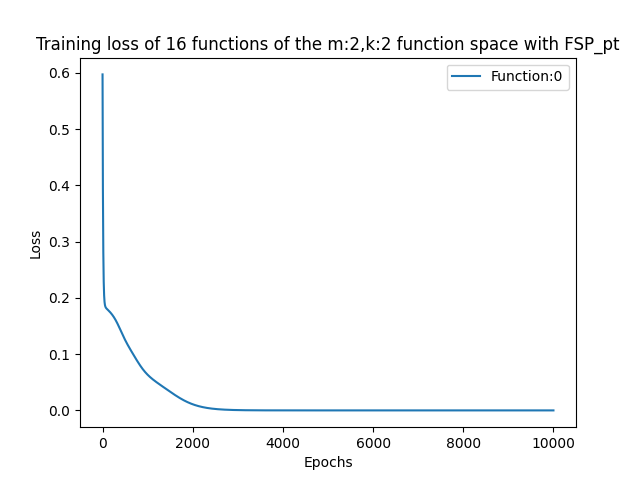 Training loss of 16 functions of the m:2,k:2 function space with FSP_pt
Function:0
0.6
0.5
0.4
0.3
0.2
0.1
0.0
Loss
0 2000 4000 6000 8000 10000
Epochs